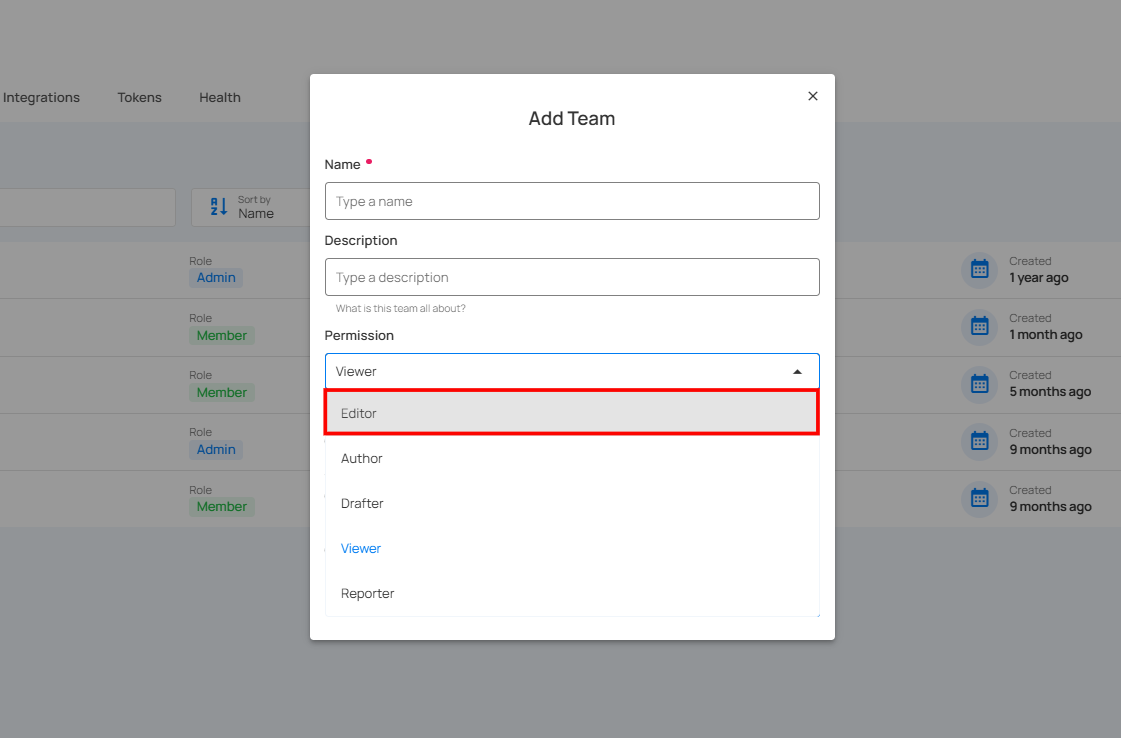 Integrations Tokens Health
Add Team
Name
Type a name
Sort by
Name
Description
Type a description
What is this team all about?
Permission
Viewer
Editor
Author
Drafter
Viewer
Reporter
Role
Admin
Created
1 year ago
Role
Member
Created
1 month ago
Role
Member
Created
5 months ago
Role
Admin
Created
9 months ago
Role
Member
Created
9 months ago